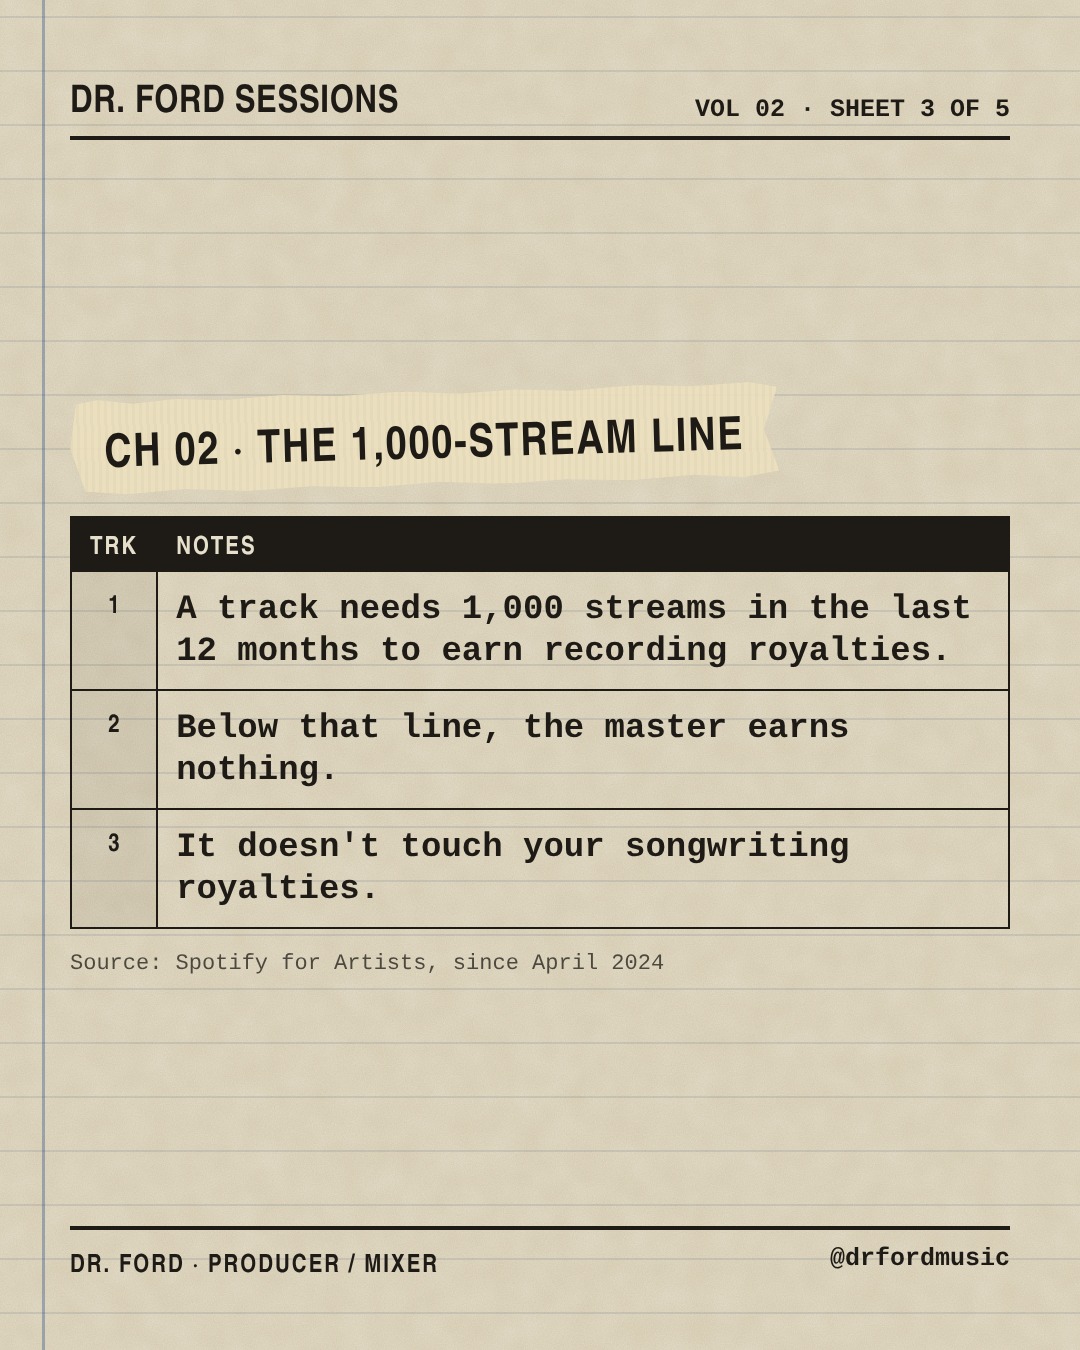 DR. FORD SESSIONS
VOL 02 · SHEET 3 OF 5
CH 02 · THE 1,000-STREAM LINE
TRK NOTES
1 A track needs 1,000 streams in the last
12 months to earn recording royalties.
2 Below that line, the master earns
nothing.
3 It doesn't touch your songwriting
royalties.
Source: Spotify for Artists, since April 2024
DR. FORD · PRODUCER / MIXER
@drfordmusic